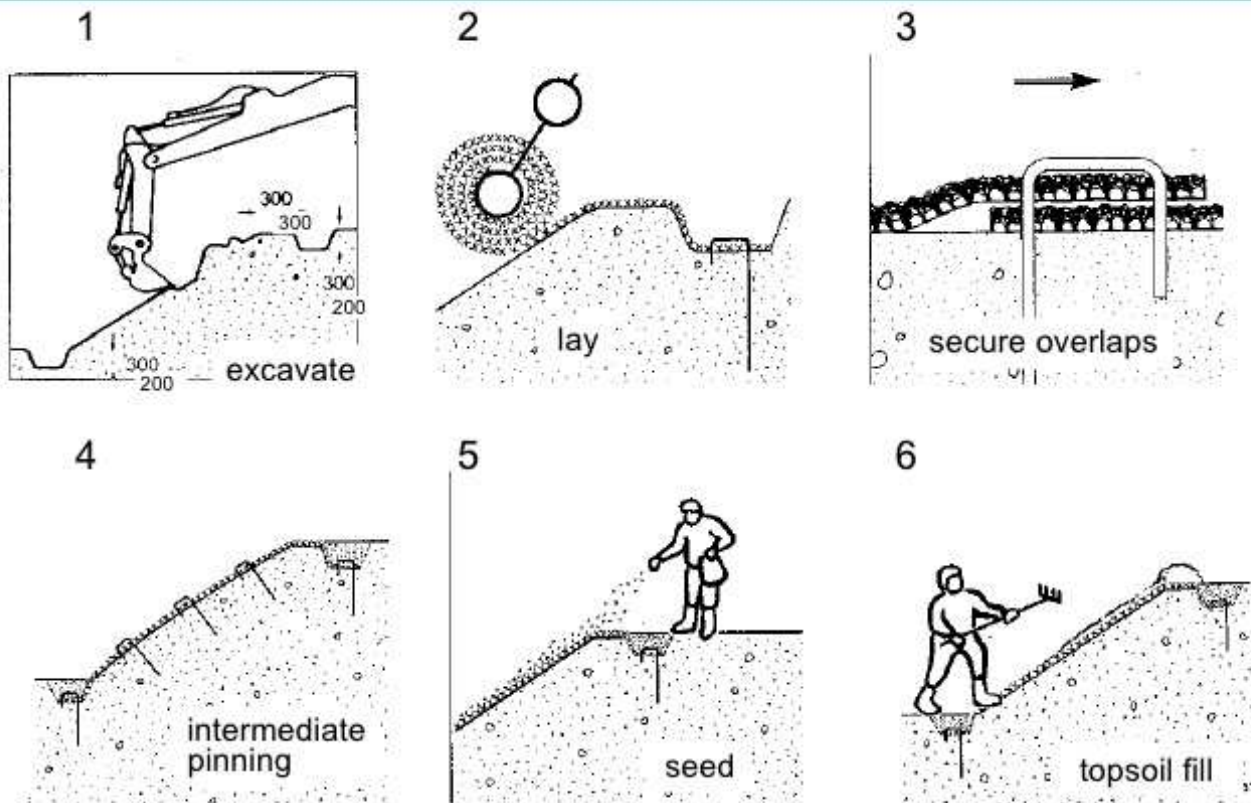 1
2
3
300
300
300
200
300
200
excavate
lay
secure overlaps
4
5
6
intermediate
pinning
seed
topsoil fill